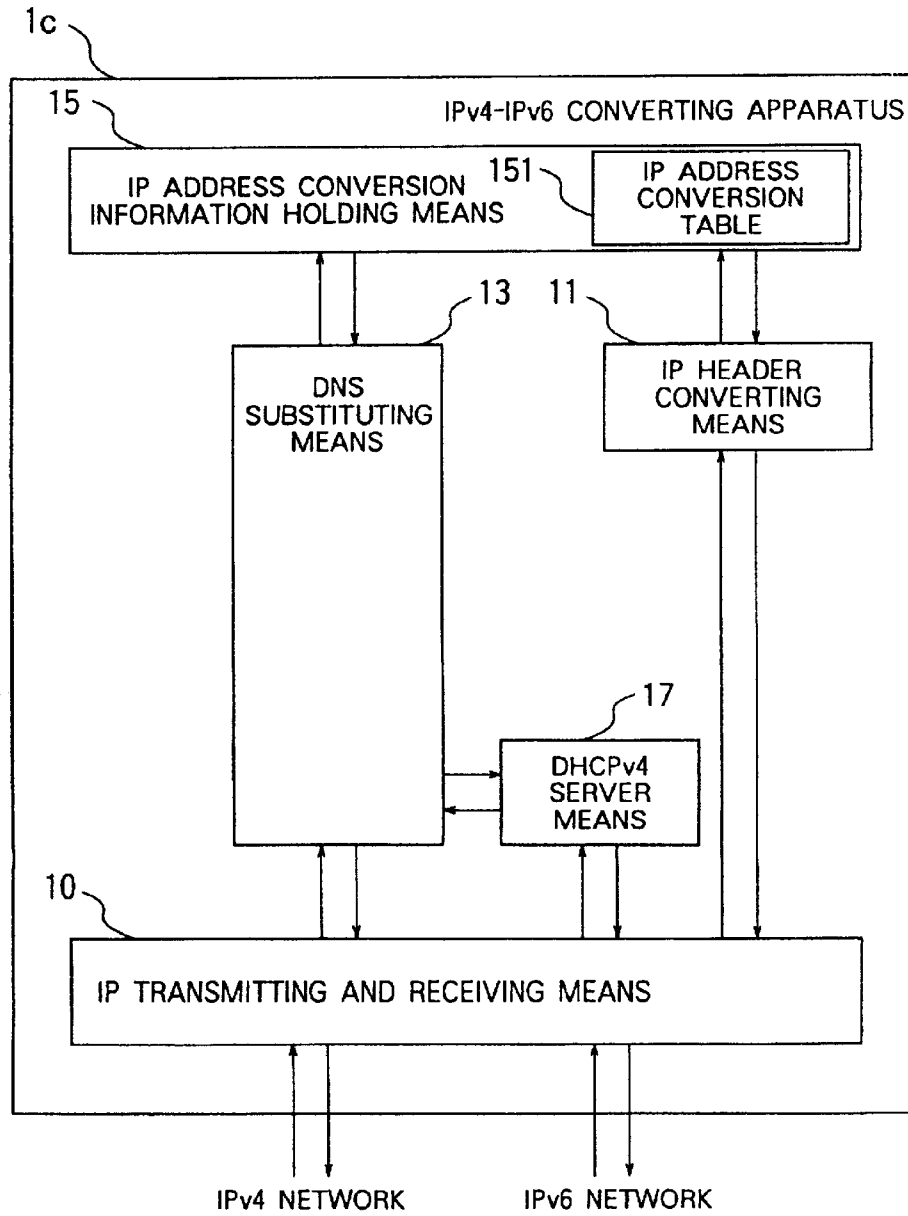 1c
15
IPv4-IPv6 CONVERTING APPARATUS
IP ADDRESS CONVERSION
INFORMATION HOLDING MEANS
151
IP ADDRESS
CONVERSION
TABLE
13
11
DNS
SUBSTITUTING
MEANS
IP HEADER
CONVERTING
MEANS
17
DHCPv4
SERVER
MEANS
10
IP TRANSMITTING AND RECEIVING MEANS
IPv4 NETWORK
IPv6 NETWORK